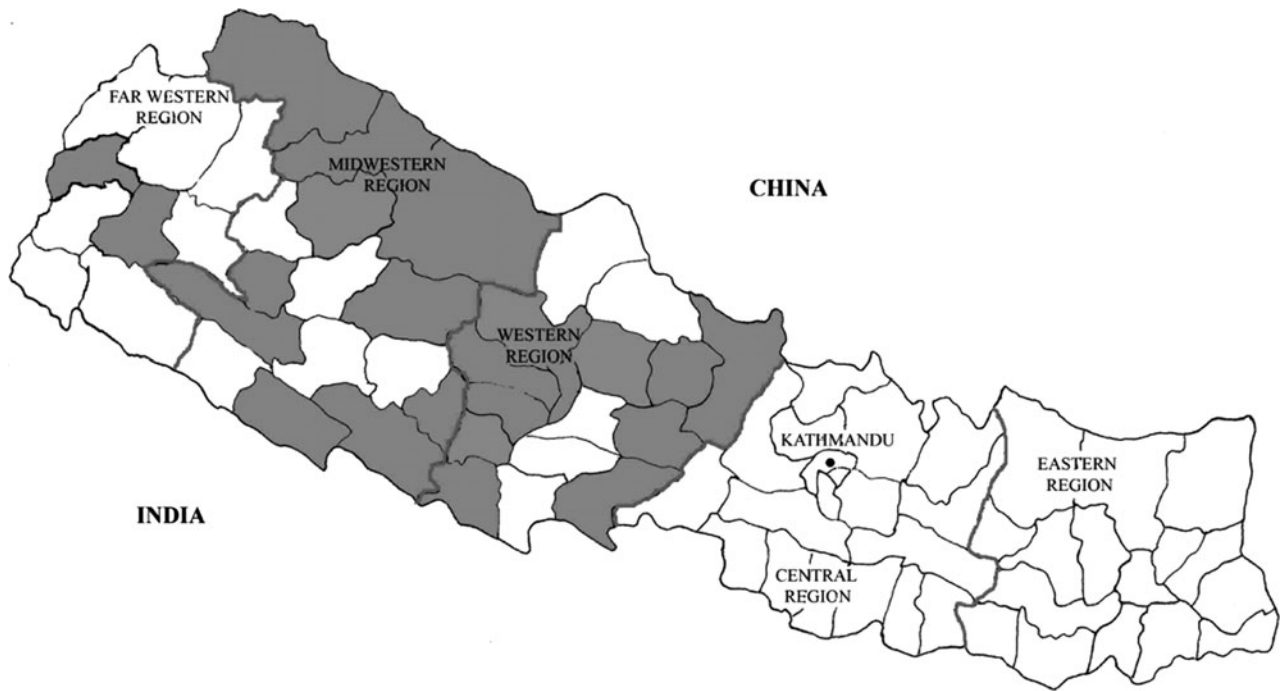 FAR WESTERN
REGION
MIDWESTERN
REGION
CHINA
WESTERN
REGION
KATHMANDU
EASTERN
REGION
INDIA
CENTRAL
REGION